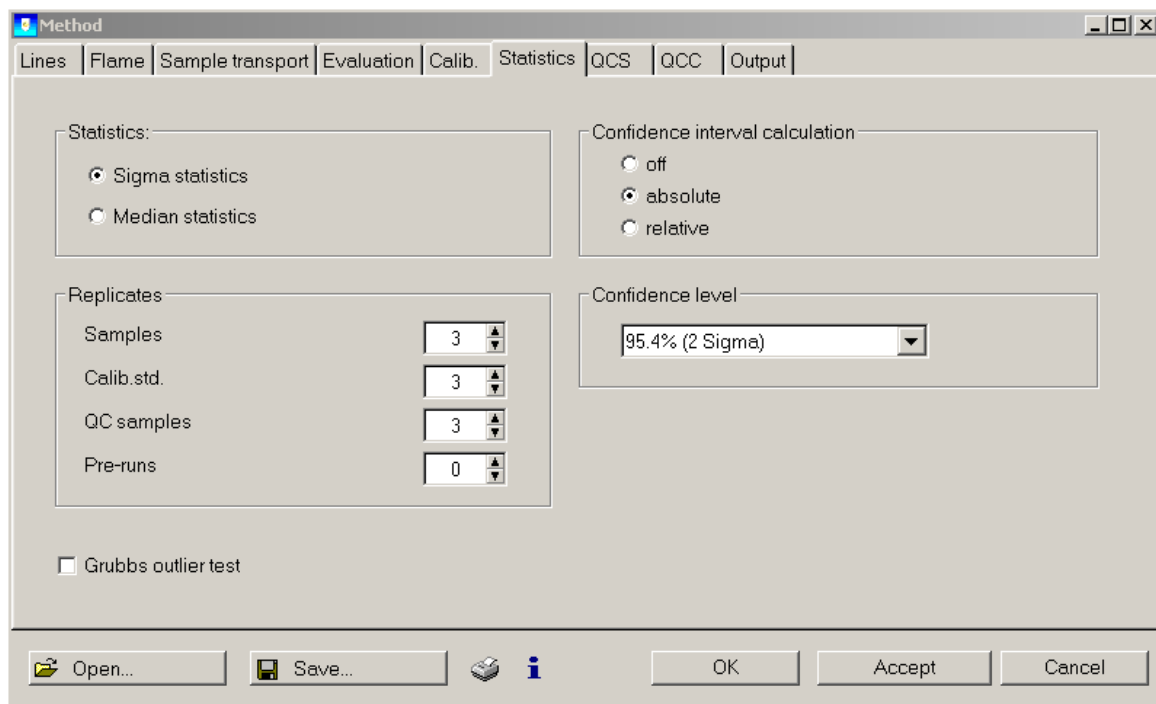 Method
Lines Flame Sample transport Evaluation Calib. Statistics QCS QCC Output
Statistics:
Sigma statistics
Median statistics
Confidence interval calculation
off
absolute
relative
Replicates
Samples 3
Calib.std. 3
QC samples 3
Pre-runs 0
Confidence level
95.4% (2 Sigma)
Grubbs outlier test
Open... Save... i OK Accept Cancel